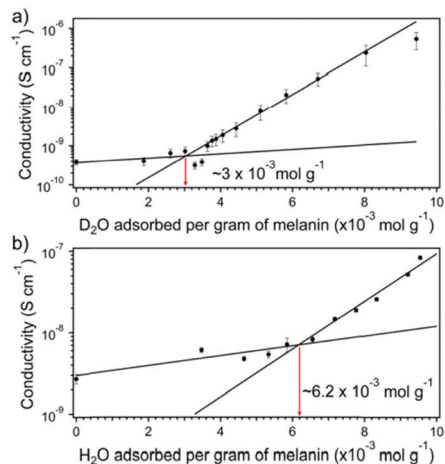 a)
Conductivity (S cm⁻¹)
10⁻⁶
10⁻⁷
10⁻⁸
10⁻⁹
10⁻¹⁰
~3 x 10⁻³ mol g⁻¹
0 2 4 6 8 10
D₂O adsorbed per gram of melanin (x10⁻³ mol g⁻¹)
b)
Conductivity (S cm⁻¹)
10⁻⁷
10⁻⁸
10⁻⁹
~6.2 x 10⁻³ mol g⁻¹
0 2 4 6 8 10
H₂O adsorbed per gram of melanin (x10⁻³ mol g⁻¹)